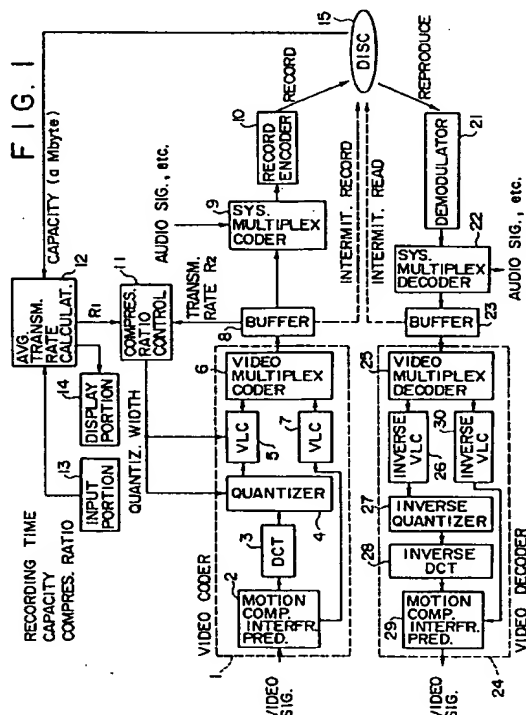 FIG. 1
RECORDING TIME
CAPACITY
COMPRES. RATIO
13
INPUT
PORTION
14
DISPLAY
PORTION
12
AVG.
TRANSM.
RATE
CALCULAT.
CAPACITY (a Mbyte)
R1
11
COMPRES.
RATIO
CONTROL
QUANTIZ. WIDTH
TRANSM.
RATE R2
AUDIO SIG., etc.
15
DISC
VIDEO CODER
1
VIDEO
SIG.
2
MOTION
COMP.
INTERFR.
PRED.
3
DCT
4
QUANTIZER
5
VLC
7
VLC
6
VIDEO
MULTIPLEX
CODER
8
BUFFER
9
SYS.
MULTIPLEX
CODER
10
RECORD
ENCODER
RECORD
INTERMIT. RECORD
INTERMIT. READ
REPRODUCE
21
DEMODULATOR
22
SYS.
MULTIPLEX
DECODER
AUDIO SIG., etc.
23
BUFFER
25
VIDEO
MULTIPLEX
DECODER
26
INVERSE
VLC
30
INVERSE
VLC
27
INVERSE
QUANTIZER
28
INVERSE
DCT
29
MOTION
COMP.
INTERFR.
PRED.
VIDEO
SIG.
24
VIDEO DECODER